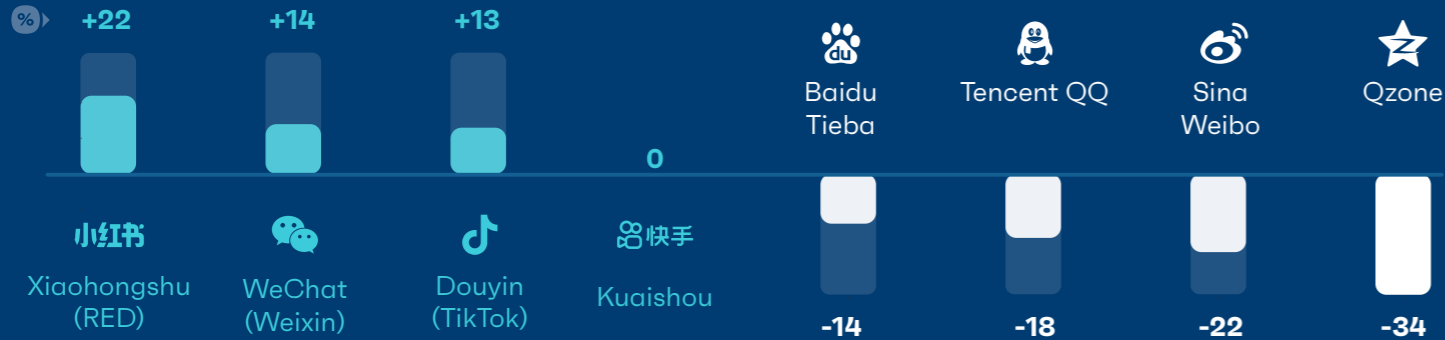 %
+22
+14
+13
0
小红书
快手
Xiaohongshu
(RED)
WeChat
(Weixin)
Douyin
(TikTok)
Kuaishou
du
Baidu
Tieba
Tencent QQ
Sina
Weibo
Qzone
-14
-18
-22
-34